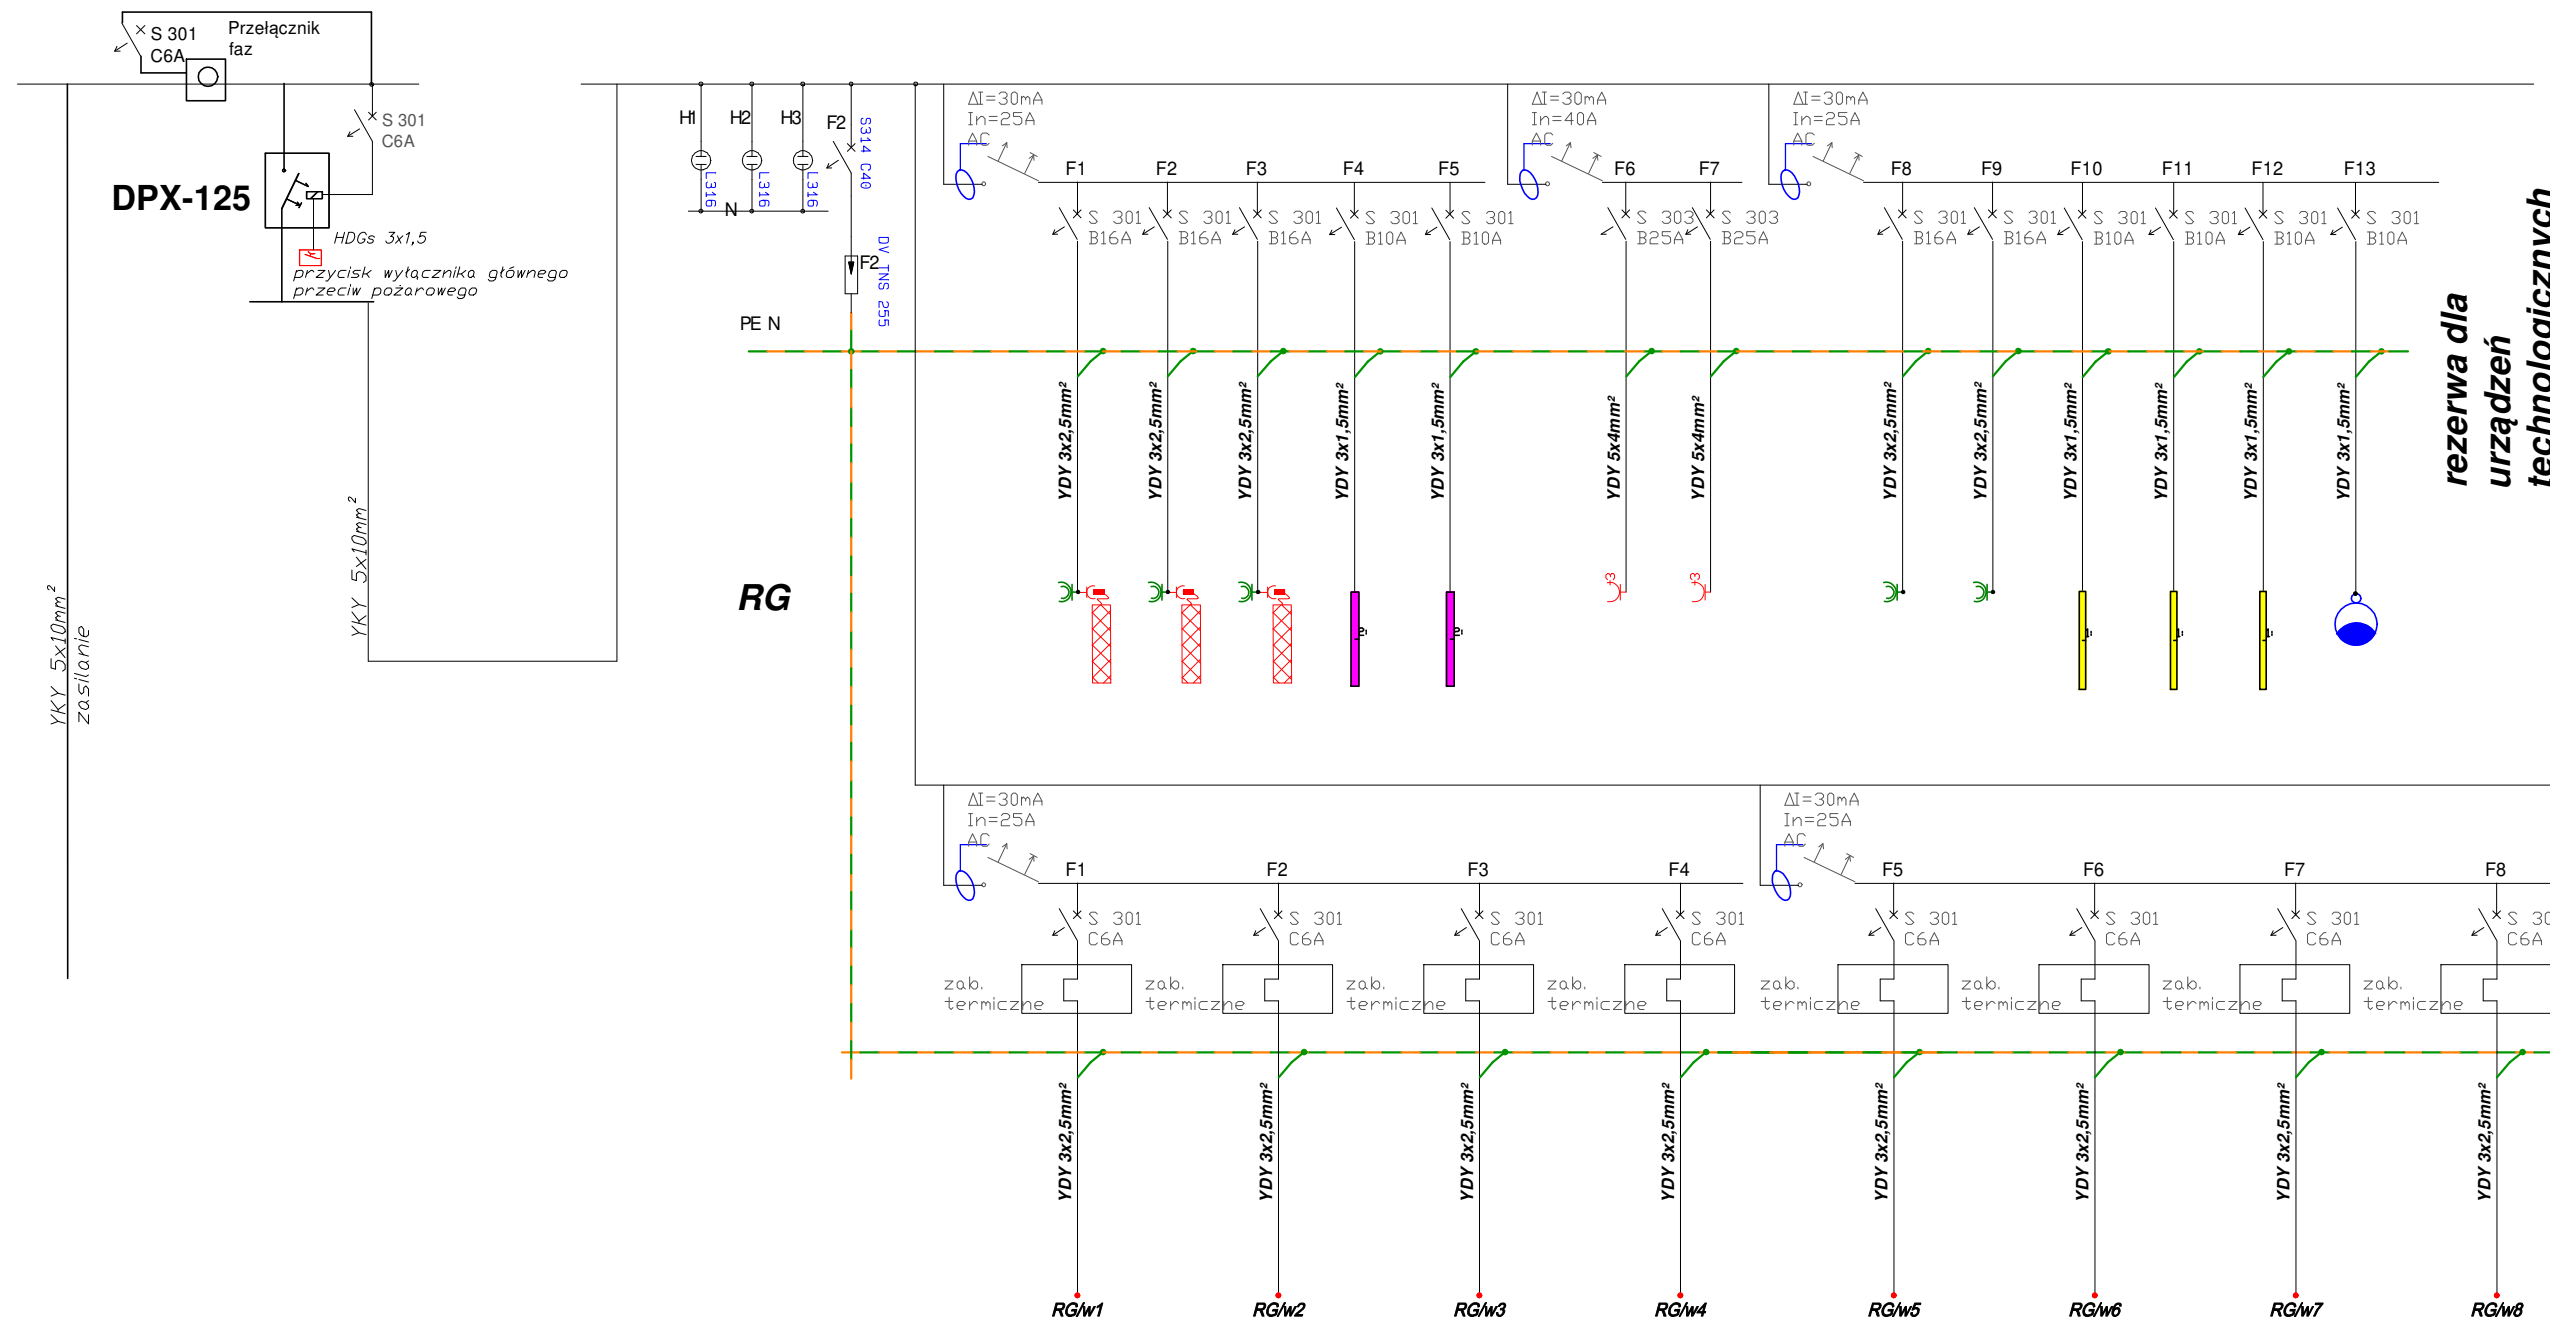 S 301
C6A
Przełącznik
faz
S 301
C6A
DPX-125
HDGs 3x1,5
przycisk wyłącznika głównego
przeciw pożarowego
YKY 5x10mm²
zasilanie
YKY 5x10mm²
H1
H2
H3
L316
L316
L316
N
F2
S314 C40
F2
DV TNS 255
PE N
RG
ΔI=30mA
In=25A
AC
F1
F2
F3
F4
F5
S 301
B16A
S 301
B16A
S 301
B16A
S 301
B10A
S 301
B10A
ΔI=30mA
In=40A
AC
F6
F7
S 303
B25A
S 303
B25A
ΔI=30mA
In=25A
AC
F8
F9
F10
F11
F12
F13
S 301
B16A
S 301
B16A
S 301
B10A
S 301
B10A
S 301
B10A
S 301
B10A
YDY 3x2,5mm²
YDY 3x2,5mm²
YDY 3x2,5mm²
YDY 3x1,5mm²
YDY 3x1,5mm²
YDY 5x4mm²
YDY 5x4mm²
YDY 3x2,5mm²
YDY 3x2,5mm²
YDY 3x1,5mm²
YDY 3x1,5mm²
YDY 3x1,5mm²
YDY 3x1,5mm²
+3
+3
rezerwa dla
urządzeń
technologicznych
ΔI=30mA
In=25A
AC
F1
F2
F3
F4
S 301
C6A
S 301
C6A
S 301
C6A
S 301
C6A
ΔI=30mA
In=25A
AC
F5
F6
F7
F8
S 301
C6A
S 301
C6A
S 301
C6A
S 30
C6A
zab.
termiczne
zab.
termiczne
zab.
termiczne
zab.
termiczne
zab.
termiczne
zab.
termiczne
zab.
termiczne
zab.
termiczne
YDY 3x2,5mm²
YDY 3x2,5mm²
YDY 3x2,5mm²
YDY 3x2,5mm²
YDY 3x2,5mm²
YDY 3x2,5mm²
YDY 3x2,5mm²
YDY 3x2,5mm²
RG/w1
RG/w2
RG/w3
RG/w4
RG/w5
RG/w6
RG/w7
RG/w8